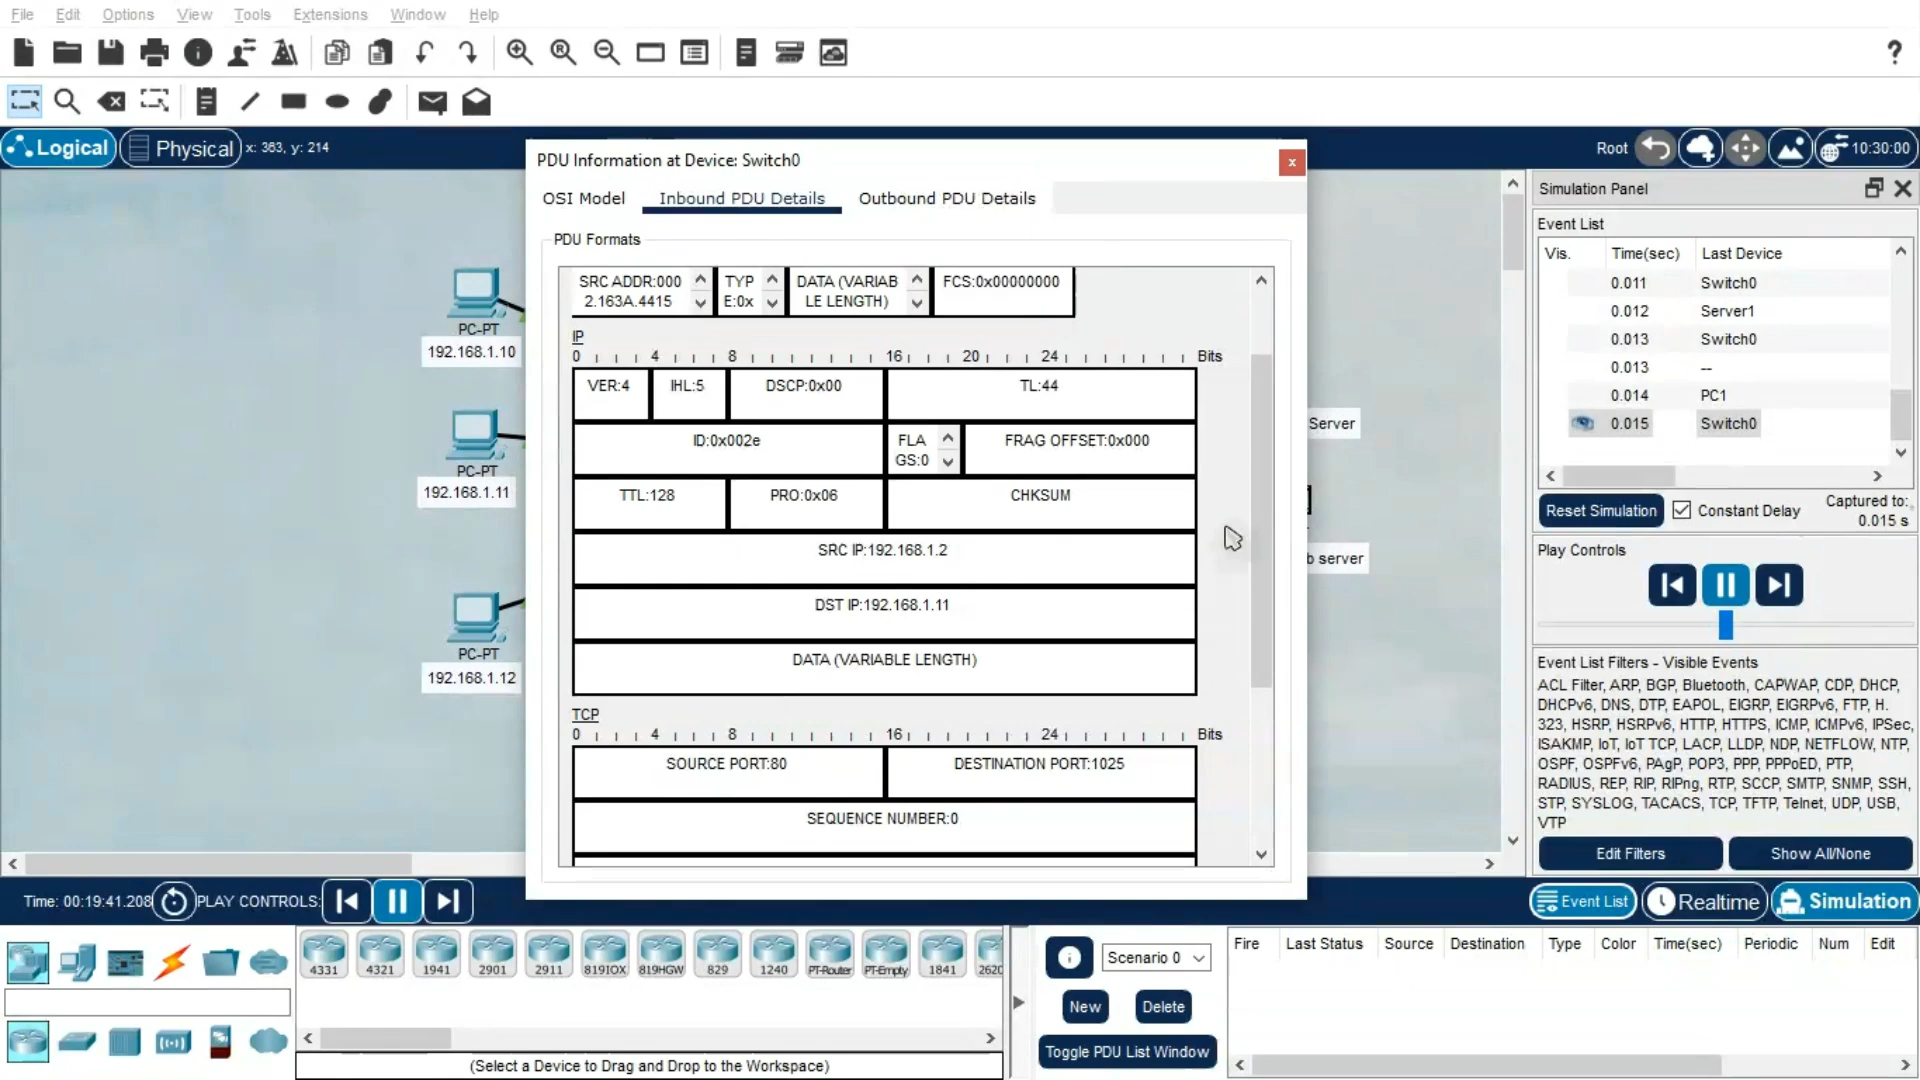 File Edit Options View Tools Extensions Window Help
?
Logical Physical x: 363, y: 214
Root 10:30:00
PDU Information at Device: Switch0
x
OSI Model Inbound PDU Details Outbound PDU Details
PDU Formats
SRC ADDR:000
2.163A.4415
TYP
E:0x
DATA (VARIAB
LE LENGTH)
FCS:0x00000000
IP
0 4 8 16 20 24 Bits
VER:4 IHL:5 DSCP:0x00 TL:44
ID:0x002e
FLA
GS:0
FRAG OFFSET:0x000
TTL:128 PRO:0x06 CHKSUM
SRC IP:192.168.1.2
DST IP:192.168.1.11
DATA (VARIABLE LENGTH)
TCP
0 4 8 16 24 Bits
SOURCE PORT:80 DESTINATION PORT:1025
SEQUENCE NUMBER:0
PC-PT
192.168.1.10
PC-PT
192.168.1.11
PC-PT
192.168.1.12
Server
b server
Simulation Panel
Event List
Vis. Time(sec) Last Device
0.011 Switch0
0.012 Server1
0.013 Switch0
0.013 --
0.014 PC1
0.015 Switch0
Reset Simulation Constant Delay
Captured to:
0.015 s
Play Controls
Event List Filters - Visible Events
ACL Filter, ARP, BGP, Bluetooth, CAPWAP, CDP, DHCP,
DHCPv6, DNS, DTP, EAPOL, EIGRP, EIGRPv6, FTP, H.
323, HSRP, HSRPv6, HTTP, HTTPS, ICMP, ICMPv6, IPSec,
ISAKMP, IoT, IoT TCP, LACP, LLDP, NDP, NETFLOW, NTP,
OSPF, OSPFv6, PAgP, POP3, PPP, PPPoED, PTP,
RADIUS, REP, RIP, RIPng, RTP, SCCP, SMTP, SNMP, SSH,
STP, SYSLOG, TACACS, TCP, TFTP, Telnet, UDP, USB,
VTP
Edit Filters Show All/None
Time: 00:19:41.208 PLAY CONTROLS:
Event List Realtime Simulation
4331 4321 1941 2901 2911 819IOX 819HGW 829 1240 PT-Router PT-Empty 1841 2620
(Select a Device to Drag and Drop to the Workspace)
Scenario 0
New Delete
Toggle PDU List Window
Fire Last Status Source Destination Type Color Time(sec) Periodic Num Edit